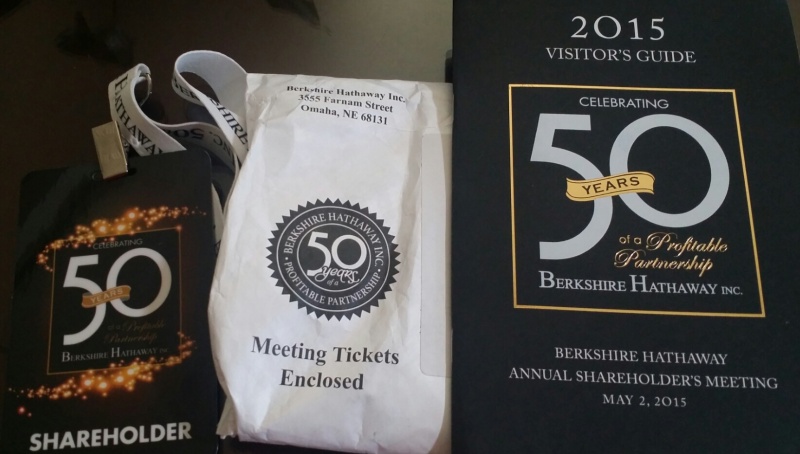 HATHAWAY
BERKSHIRE
CELEBRATING
50
YEARS
of a Profitable
Partnership
BERKSHIRE HATHAWAY INC.
SHAREHOLDER
Berkshire Hathaway Inc.
3555 Farnam Street
Omaha, NE 68131
BERKSHIRE HATHAWAY INC
50
years
of a
PROFITABLE PARTNERSHIP
Meeting Tickets
Enclosed
2015
VISITOR'S GUIDE
CELEBRATING
50
YEARS
of a Profitable
Partnership
BERKSHIRE HATHAWAY INC.
BERKSHIRE HATHAWAY
ANNUAL SHAREHOLDER'S MEETING
MAY 2, 2015